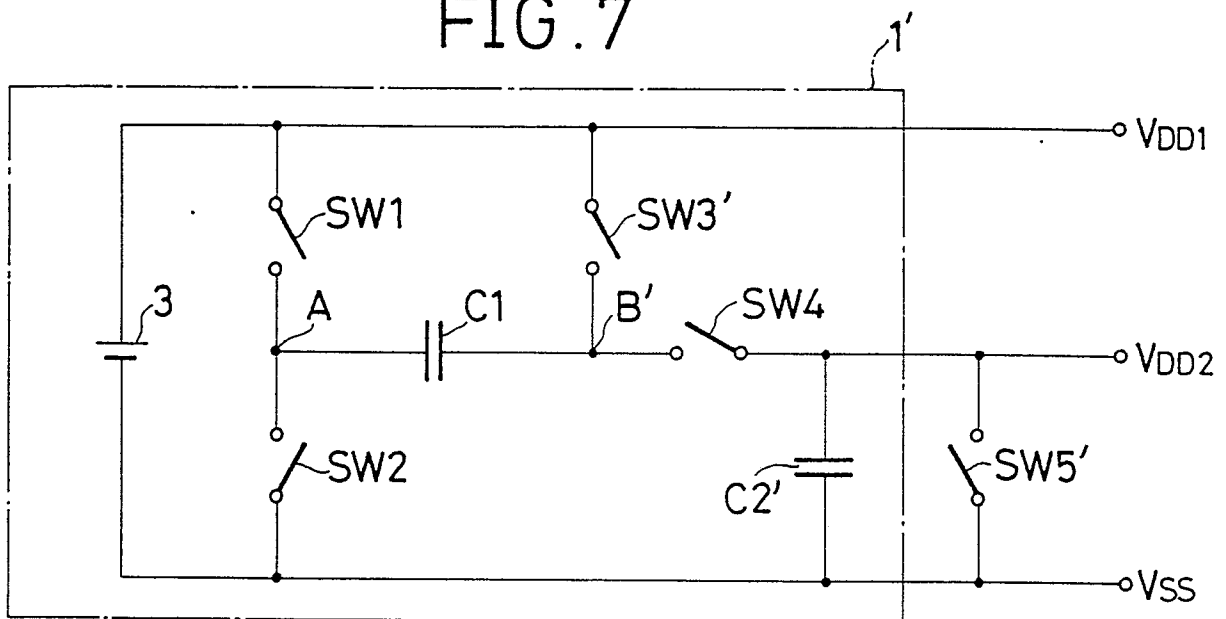 FIG.7
1'
VDD1
SW1
SW3'
3
A
C1
B'
SW4
VDD2
SW2
C2'
SW5'
VSS